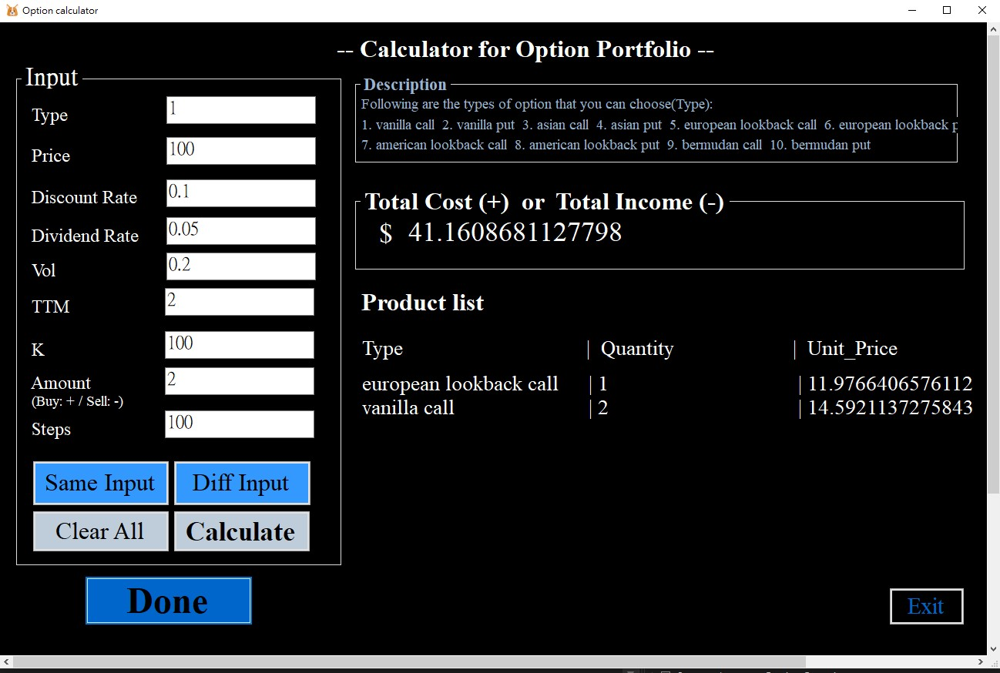 Option calculator
-- Calculator for Option Portfolio --
Input
Type 1
Price 100
Discount Rate 0.1
Dividend Rate 0.05
Vol 0.2
TTM 2
K 100
Amount 2
(Buy: + / Sell: -)
Steps 100
Same Input Diff Input
Clear All Calculate
Done
Description
Following are the types of option that you can choose(Type):
1. vanilla call 2. vanilla put 3. asian call 4. asian put 5. european lookback call 6. european lookback p
7. american lookback call 8. american lookback put 9. bermudan call 10. bermudan put
Total Cost (+) or Total Income (-)
$ 41.1608681127798
Product list
Type | Quantity | Unit_Price
european lookback call | 1 | 11.9766406576112
vanilla call | 2 | 14.5921137275843
Exit